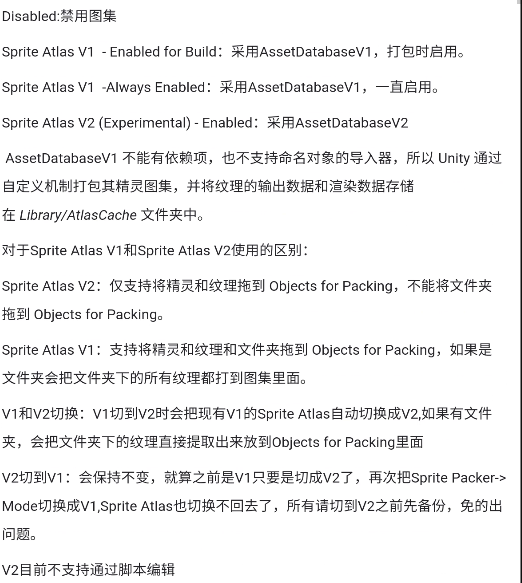 Disabled:禁用图集
Sprite Atlas V1  - Enabled for Build：采用AssetDatabaseV1，打包时启用。
Sprite Atlas V1  -Always Enabled：采用AssetDatabaseV1，一直启用。
Sprite Atlas V2 (Experimental) - Enabled：采用AssetDatabaseV2
AssetDatabaseV1 不能有依赖项，也不支持命名对象的导入器，所以 Unity 通过
自定义机制打包其精灵图集，并将纹理的输出数据和渲染数据存储
在 Library/AtlasCache 文件夹中。
对于Sprite Atlas V1和Sprite Atlas V2使用的区别：
Sprite Atlas V2：仅支持将精灵和纹理拖到 Objects for Packing，不能将文件夹
拖到 Objects for Packing。
Sprite Atlas V1：支持将精灵和纹理和文件夹拖到 Objects for Packing，如果是
文件夹会把文件夹下的所有纹理都打到图集里面。
V1和V2切换：V1切到V2时会把现有V1的Sprite Atlas自动切换成V2,如果有文件
夹，会把文件夹下的纹理直接提取出来放到Objects for Packing里面
V2切到V1：会保持不变，就算之前是V1只要是切成V2了，再次把Sprite Packer->
Mode切换成V1,Sprite Atlas也切换不回去了，所有请切到V2之前先备份，免的出
问题。
V2目前不支持通过脚本编辑